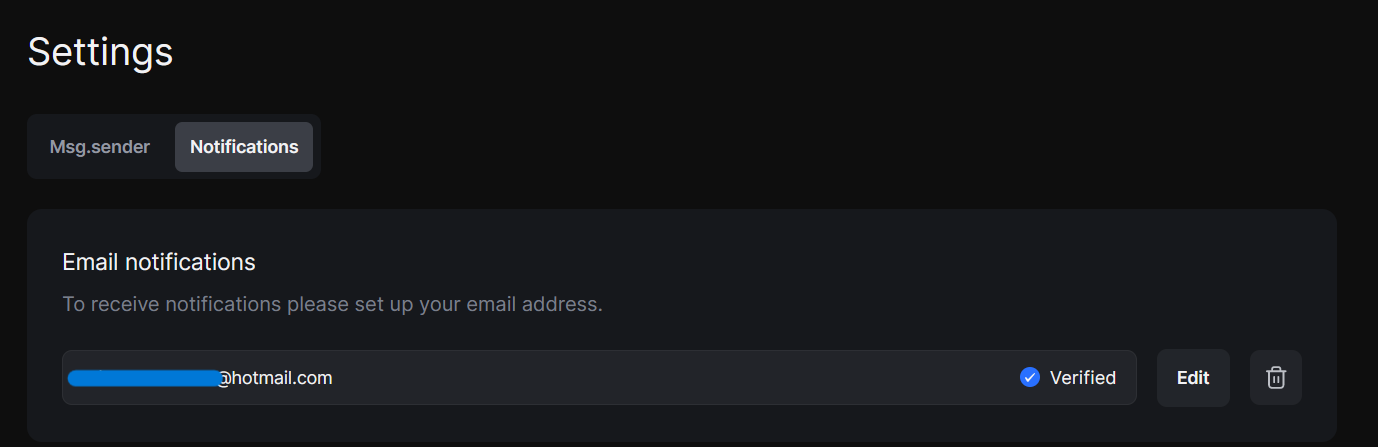 Settings
Msg.sender Notifications
Email notifications
To receive notifications please set up your email address.
@hotmail.com Verified Edit